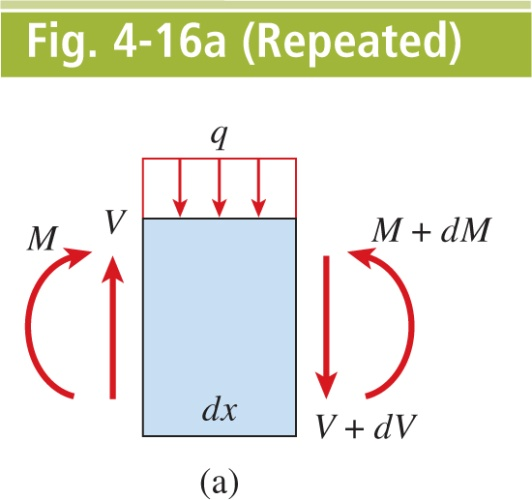 Fig. 4-16a (Repeated)
q
V
M
M + dM
dx
V + dV
(a)